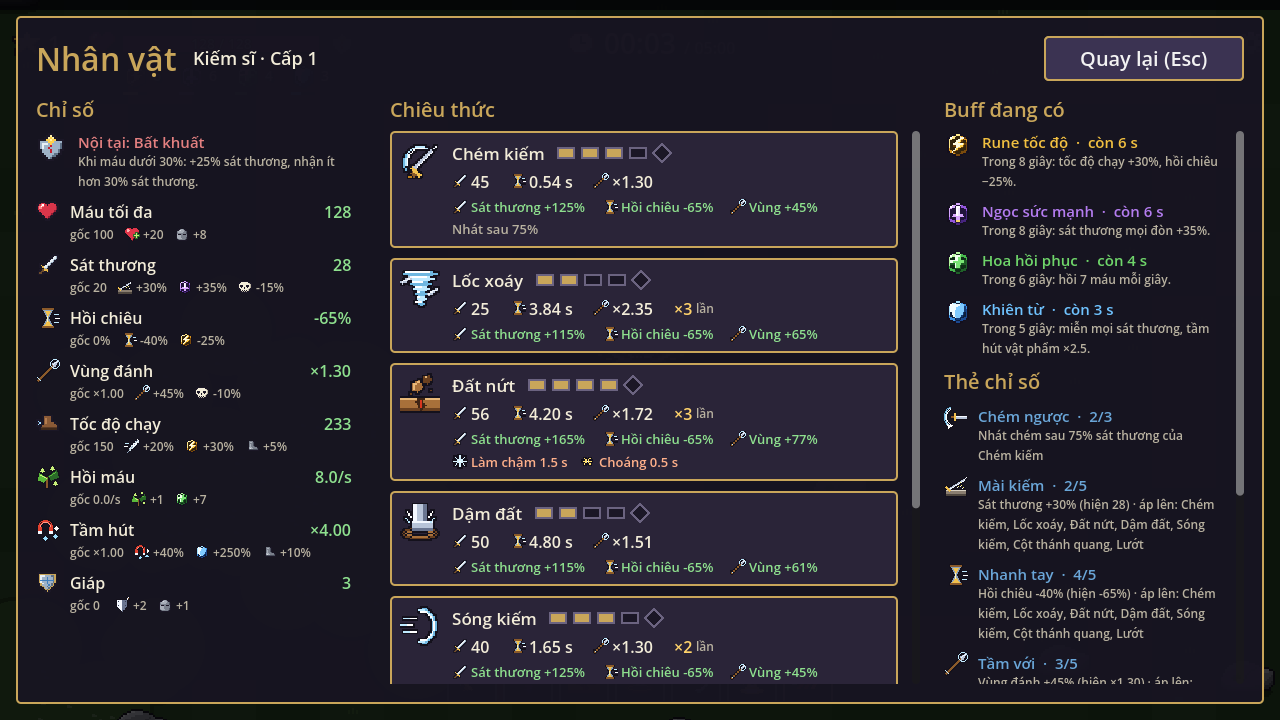 Nhân vật
Kiếm sĩ · Cấp 1
Quay lại (Esc)
Chỉ số
Nội tại: Bất khuất
Khi máu dưới 30%: +25% sát thương, nhận ít
hơn 30% sát thương.
Máu tối đa 128
gốc 100 +20 +8
Sát thương 28
gốc 20 +30% +35% -15%
Hồi chiêu -65%
gốc 0% -40% -25%
Vùng đánh ×1.30
gốc ×1.00 +45% -10%
Tốc độ chạy 233
gốc 150 +20% +30% +5%
Hồi máu 8.0/s
gốc 0.0/s +1 +7
Tầm hút ×4.00
gốc ×1.00 +40% +250% +10%
Giáp 3
gốc 0 +2 +1
Chiêu thức
Chém kiếm
45 0.54 s ×1.30
Sát thương +125% Hồi chiêu -65% Vùng +45%
Nhát sau 75%
Lốc xoáy
25 3.84 s ×2.35 ×3 lần
Sát thương +115% Hồi chiêu -65% Vùng +65%
Đất nứt
56 4.20 s ×1.72 ×3 lần
Sát thương +165% Hồi chiêu -65% Vùng +77%
Làm chậm 1.5 s Choáng 0.5 s
Dậm đất
50 4.80 s ×1.51
Sát thương +115% Hồi chiêu -65% Vùng +61%
Sóng kiếm
40 1.65 s ×1.30 ×2 lần
Sát thương +125% Hồi chiêu -65% Vùng +45%
Buff đang có
Rune tốc độ · còn 6 s
Trong 8 giây: tốc độ chạy +30%, hồi chiêu
−25%.
Ngọc sức mạnh · còn 6 s
Trong 8 giây: sát thương mọi đòn +35%.
Hoa hồi phục · còn 4 s
Trong 6 giây: hồi 7 máu mỗi giây.
Khiên từ · còn 3 s
Trong 5 giây: miễn mọi sát thương, tầm
hút vật phẩm ×2.5.
Thẻ chỉ số
Chém ngược · 2/3
Nhát chém sau 75% sát thương của
Chém kiếm
Mài kiếm · 2/5
Sát thương +30% (hiện 28) · áp lên: Chém
kiếm, Lốc xoáy, Đất nứt, Dậm đất, Sóng
kiếm, Cột thánh quang, Lướt
Nhanh tay · 4/5
Hồi chiêu -40% (hiện -65%) · áp lên: Chém
kiếm, Lốc xoáy, Đất nứt, Dậm đất, Sóng
kiếm, Cột thánh quang, Lướt
Tầm với · 3/5
Vùng đánh +45% (hiện ×1.30) · áp lên: